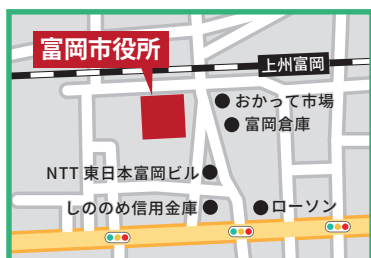 富岡市役所
上州富岡
おかって市場
富岡倉庫
NTT 東日本富岡ビル
しののめ信用金庫
ローソン